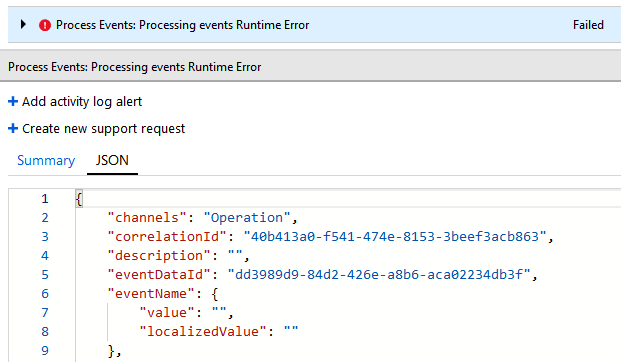 Process Events: Processing events Runtime Error Failed
Process Events: Processing events Runtime Error
+ Add activity log alert
+ Create new support request
Summary JSON
1 {
2 "channels": "Operation",
3 "correlationId": "40b413a0-f541-474e-8153-3beef3acb863",
4 "description": "",
5 "eventDataId": "dd3989d9-84d2-426e-a8b6-aca02234db3f",
6 "eventName": {
7 "value": "",
8 "localizedValue": ""
9 },